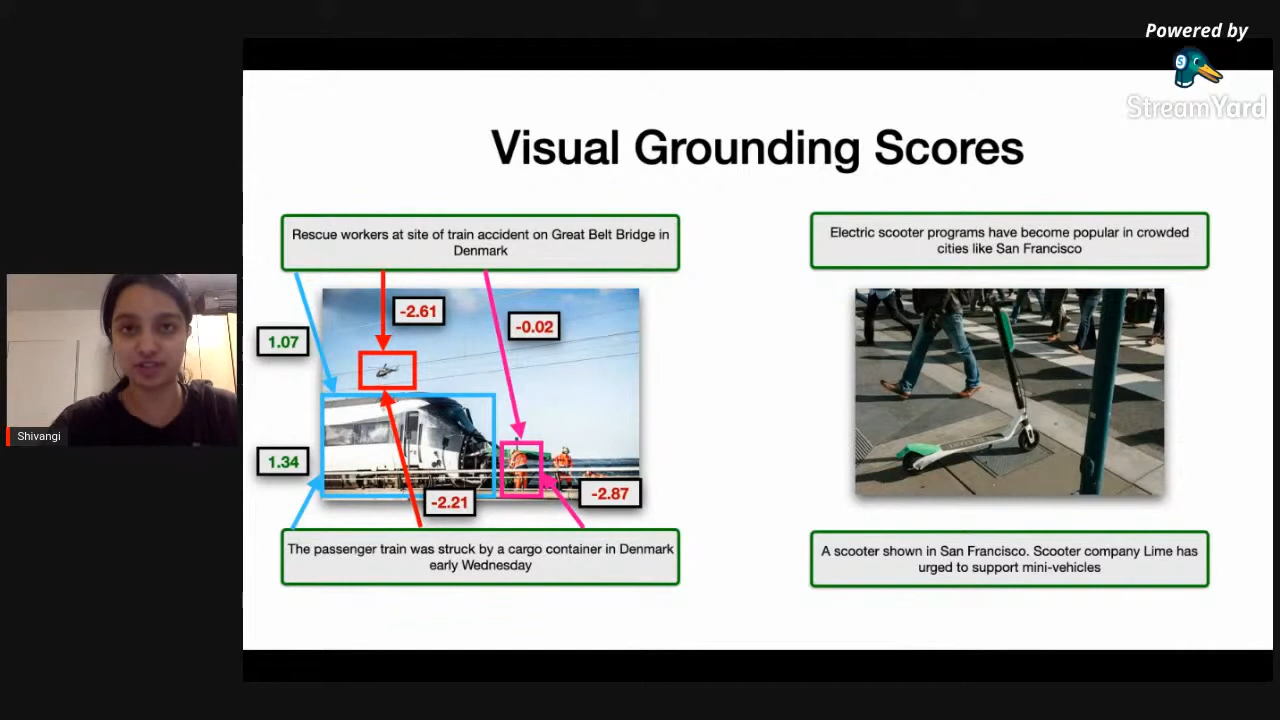 Powered by
StreamYard
Visual Grounding Scores
Rescue workers at site of train accident on Great Belt Bridge in
Denmark
Electric scooter programs have become popular in crowded
cities like San Francisco
-2.61
-0.02
1.07
Shivangi
1.34
-2.21
-2.87
The passenger train was struck by a cargo container in Denmark
early Wednesday
A scooter shown in San Francisco. Scooter company Lime has
urged to support mini-vehicles